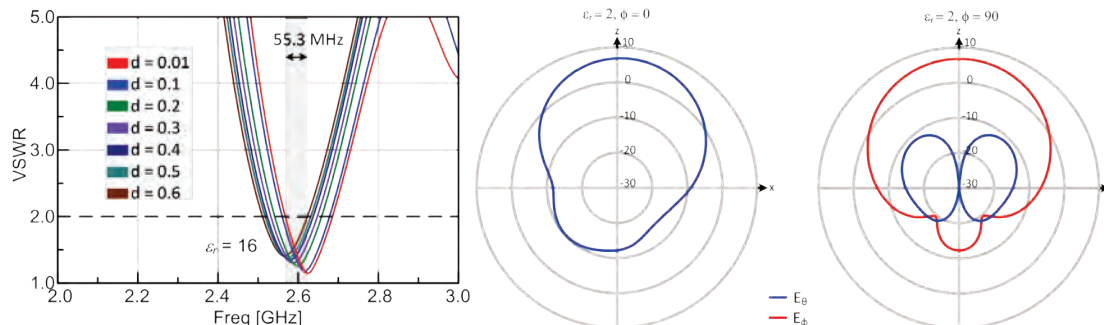 5.0
4.0
3.0
2.0
1.0
VSWR
55.3 MHz
d = 0.01
d = 0.1
d = 0.2
d = 0.3
d = 0.4
d = 0.5
d = 0.6
εr = 16
2.0 2.2 2.4 2.6 2.8 3.0
Freq [GHz]
εr = 2, ϕ = 0
z
10
0
-10
-20
-30
x
εr = 2, ϕ = 90
z
10
0
-10
-20
-30
Eθ
Eϕ